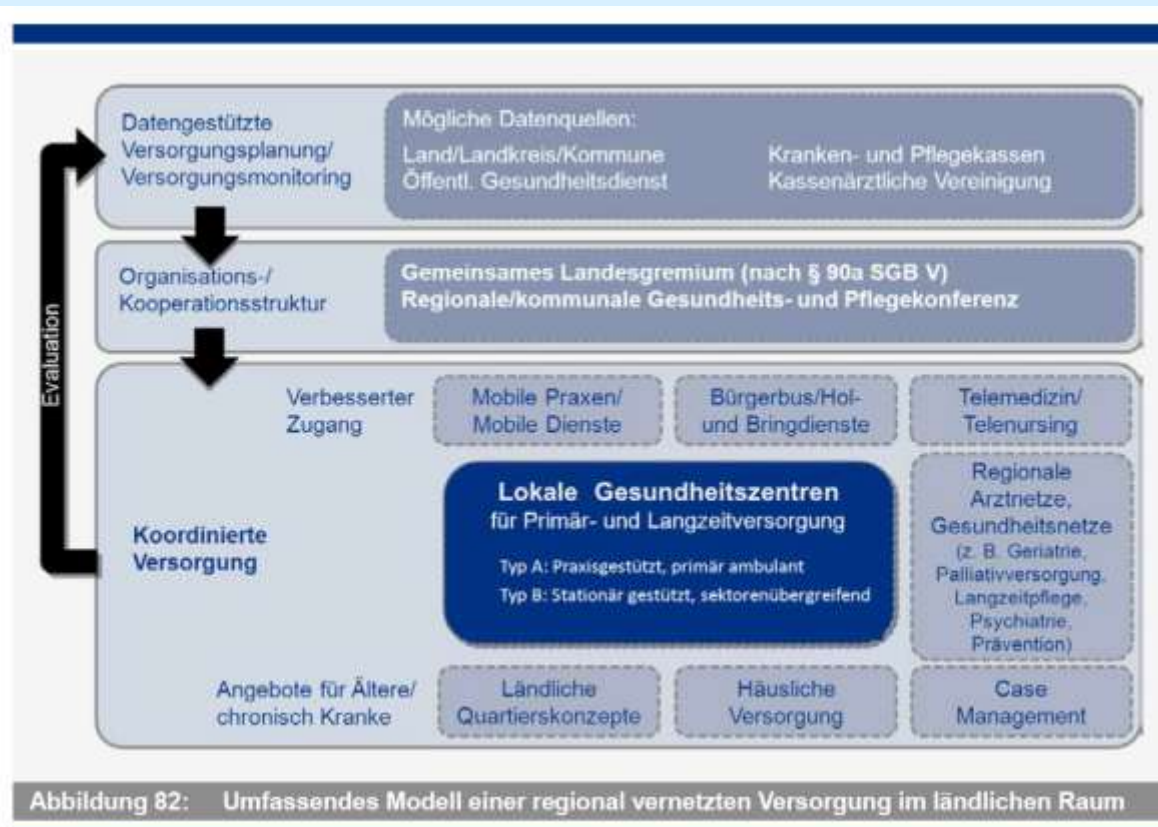 Datengestützte
Versorgungsplanung/
Versorgungsmonitoring
Mögliche Datenquellen:
Land/Landkreis/Kommune
Öffentl. Gesundheitsdienst
Kranken- und Pflegekassen
Kassenärztliche Vereinigung
Organisations-/
Kooperationsstruktur
Gemeinsames Landesgremium (nach § 90a SGB V)
Regionale/kommunale Gesundheits- und Pflegekonferenz
Evaluation
Verbesserter
Zugang
Mobile Praxen/
Mobile Dienste
Bürgerbus/Hol-
und Bringdienste
Telemedizin/
Telenursing
Koordinierte
Versorgung
Lokale Gesundheitszentren
für Primär- und Langzeitversorgung
Typ A: Praxisgestützt, primär ambulant
Typ B: Stationär gestützt, sektorenübergreifend
Regionale
Arztnetze,
Gesundheitsnetze
(z. B. Geriatrie,
Palliativversorgung,
Langzeitpflege,
Psychiatrie,
Prävention)
Angebote für Ältere/
chronisch Kranke
Ländliche
Quartierskonzepte
Häusliche
Versorgung
Case
Management
Abbildung 82: Umfassendes Modell einer regional vernetzten Versorgung im ländlichen Raum